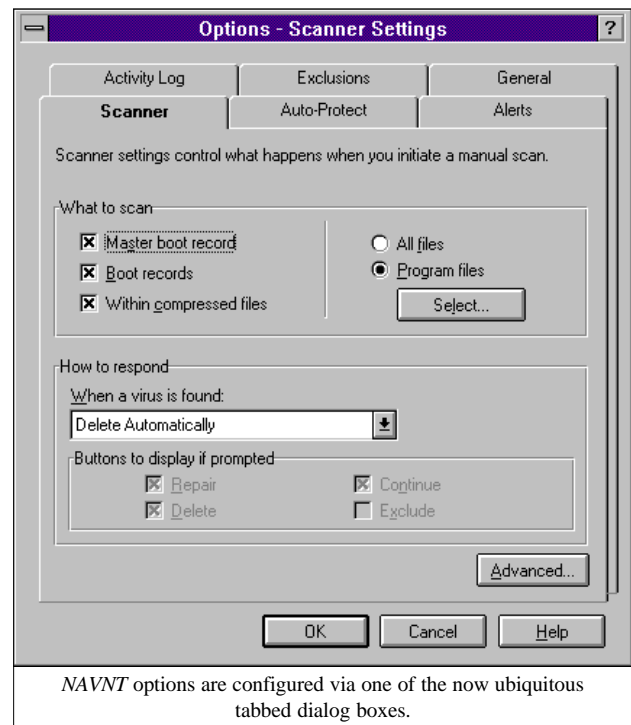 Options - Scanner Settings
?
Activity Log
Exclusions
General
Scanner
Auto-Protect
Alerts
Scanner settings control what happens when you initiate a manual scan.
What to scan
Master boot record
Boot records
Within compressed files
All files
Program files
Select...
How to respond
When a virus is found:
Delete Automatically
Buttons to display if prompted
Repair
Continue
Delete
Exclude
Advanced...
OK
Cancel
Help
NAVNT options are configured via one of the now ubiquitous
tabbed dialog boxes.